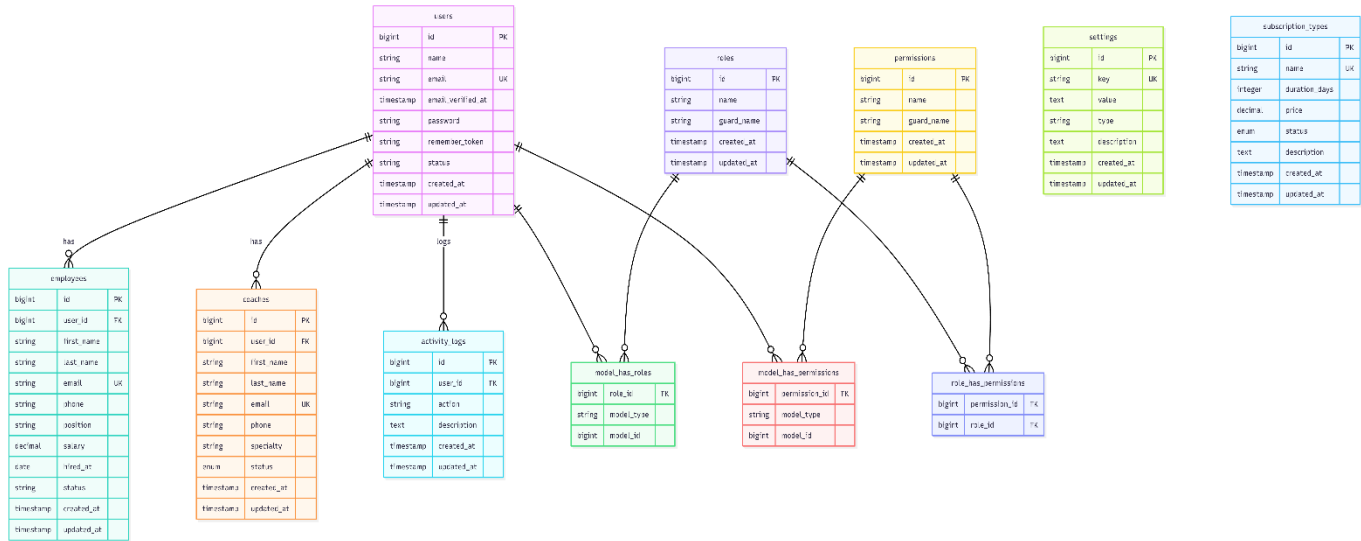 users
bigint id PK
string name
string email UK
timestamp email_verified_at
string password
string remember_token
string status
timestamp created_at
timestamp updated_at
roles
bigint id PK
string name
string guard_name
timestamp created_at
timestamp updated_at
permissions
bigint id PK
string name
string guard_name
timestamp created_at
timestamp updated_at
settings
bigint id PK
string key UK
text value
string type
text description
timestamp created_at
timestamp updated_at
subscription_types
bigint id PK
string name UK
integer duration_days
decimal price
enum status
text description
timestamp created_at
timestamp updated_at
has
has
logs
employees
bigint id PK
bigint user_id FK
string first_name
string last_name
string email UK
string phone
string position
decimal salary
date hired_at
string status
timestamp created_at
timestamp updated_at
coaches
bigint id PK
bigint user_id FK
string first_name
string last_name
string email UK
string phone
string specialty
enum status
timestamp created_at
timestamp updated_at
activity_logs
bigint id PK
bigint user_id FK
string action
text description
timestamp created_at
timestamp updated_at
model_has_roles
bigint role_id FK
string model_type
bigint model_id
model_has_permissions
bigint permission_id FK
string model_type
bigint model_id
role_has_permissions
bigint permission_id FK
bigint role_id FK